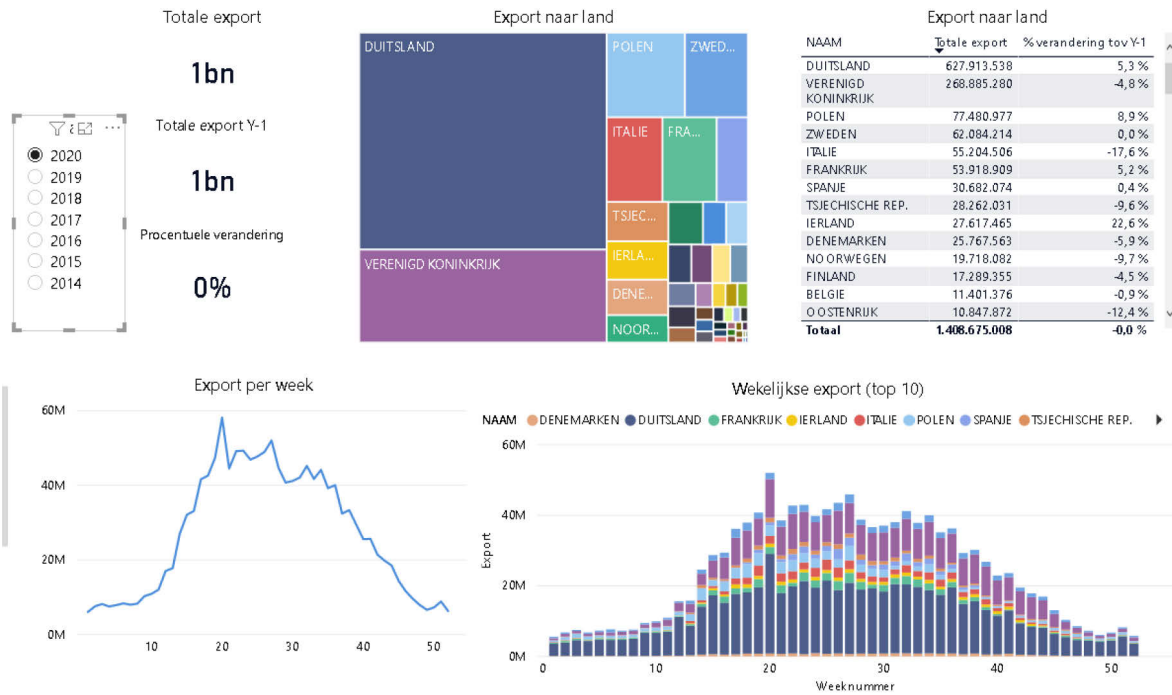 Totale export
1bn
Totale export Y-1
1bn
Procentuele verandering
0%
2020
2019
2018
2017
2016
2015
2014
Export naar land
DUITSLAND
VERENIGD KONINKRIJK
POLEN
ZWED...
ITALIE
FRA...
TSJEC...
IERLA...
DENE...
NOOR...
Export naar land
NAAM Totale export % verandering tov Y-1
DUITSLAND 627.913.538 5,3 %
VERENIGD 268.885.280 -4,8 %
KONINKRIJK
POLEN 77.480.977 8,9 %
ZWEDEN 62.084.214 0,0 %
ITALIE 55.204.506 -17,6 %
FRANKRIJK 53.918.909 5,2 %
SPANJE 30.682.074 0,4 %
TSJECHISCHE REP. 28.262.031 -9,6 %
IERLAND 27.617.465 22,6 %
DENEMARKEN 25.767.563 -5,9 %
NOORWEGEN 19.718.082 -9,7 %
FINLAND 17.289.355 -4,5 %
BELGIE 11.401.376 -0,9 %
OOSTENRIJK 10.847.872 -12,4 %
Totaal 1.408.675.008 -0,0 %
Export per week
60M
40M
20M
0M
10 20 30 40 50
Wekelijkse export (top 10)
NAAM DENEMARKEN DUITSLAND FRANKRIJK IERLAND ITALIE POLEN SPANJE TSJECHISCHE REP.
60M
40M
20M
0M
Export
0 10 20 30 40 50
Weeknummer